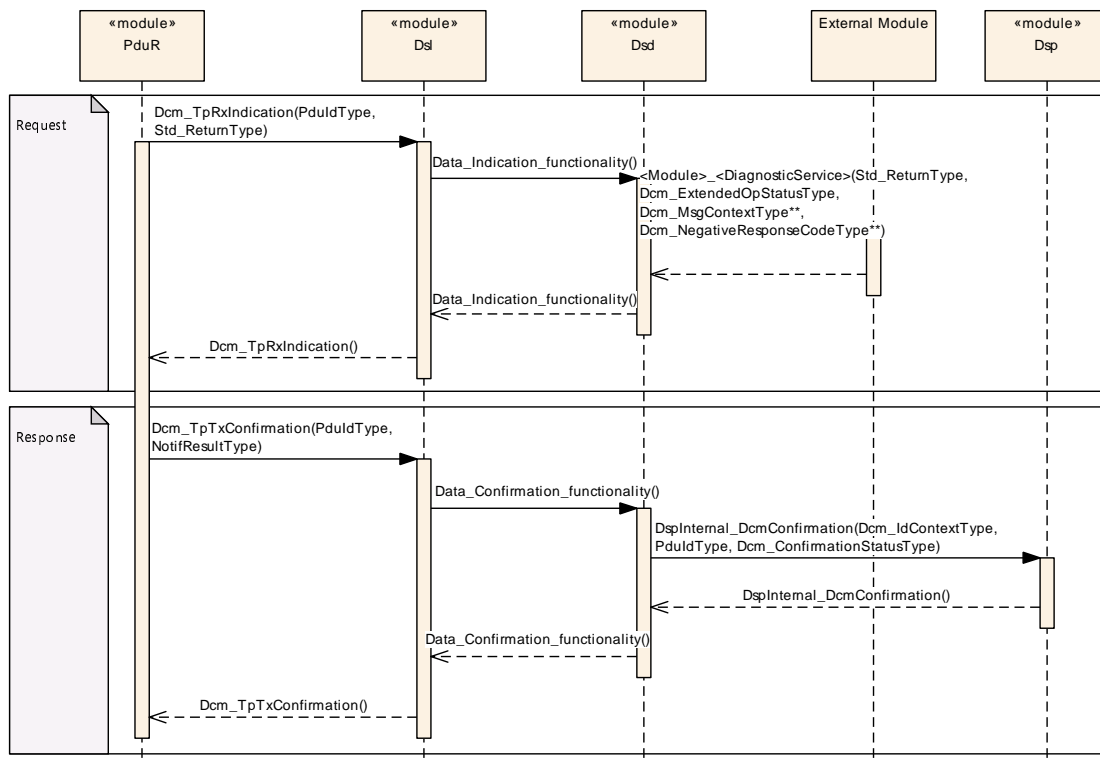 «module»
PduR
«module»
Dsl
«module»
Dsd
External Module
«module»
Dsp
Request
Dcm_TpRxIndication(PduIdType,
Std_ReturnType)
Data_Indication_functionality()
<Module>_<DiagnosticService>(Std_ReturnType,
Dcm_ExtendedOpStatusType,
Dcm_MsgContextType**,
Dcm_NegativeResponseCodeType**)
Data_Indication_functionality()
Dcm_TpRxIndication()
Response
Dcm_TpTxConfirmation(PduIdType,
NotifResultType)
Data_Confirmation_functionality()
DspInternal_DcmConfirmation(Dcm_IdContextType,
PduIdType, Dcm_ConfirmationStatusType)
DspInternal_DcmConfirmation()
Data_Confirmation_functionality()
Dcm_TpTxConfirmation()